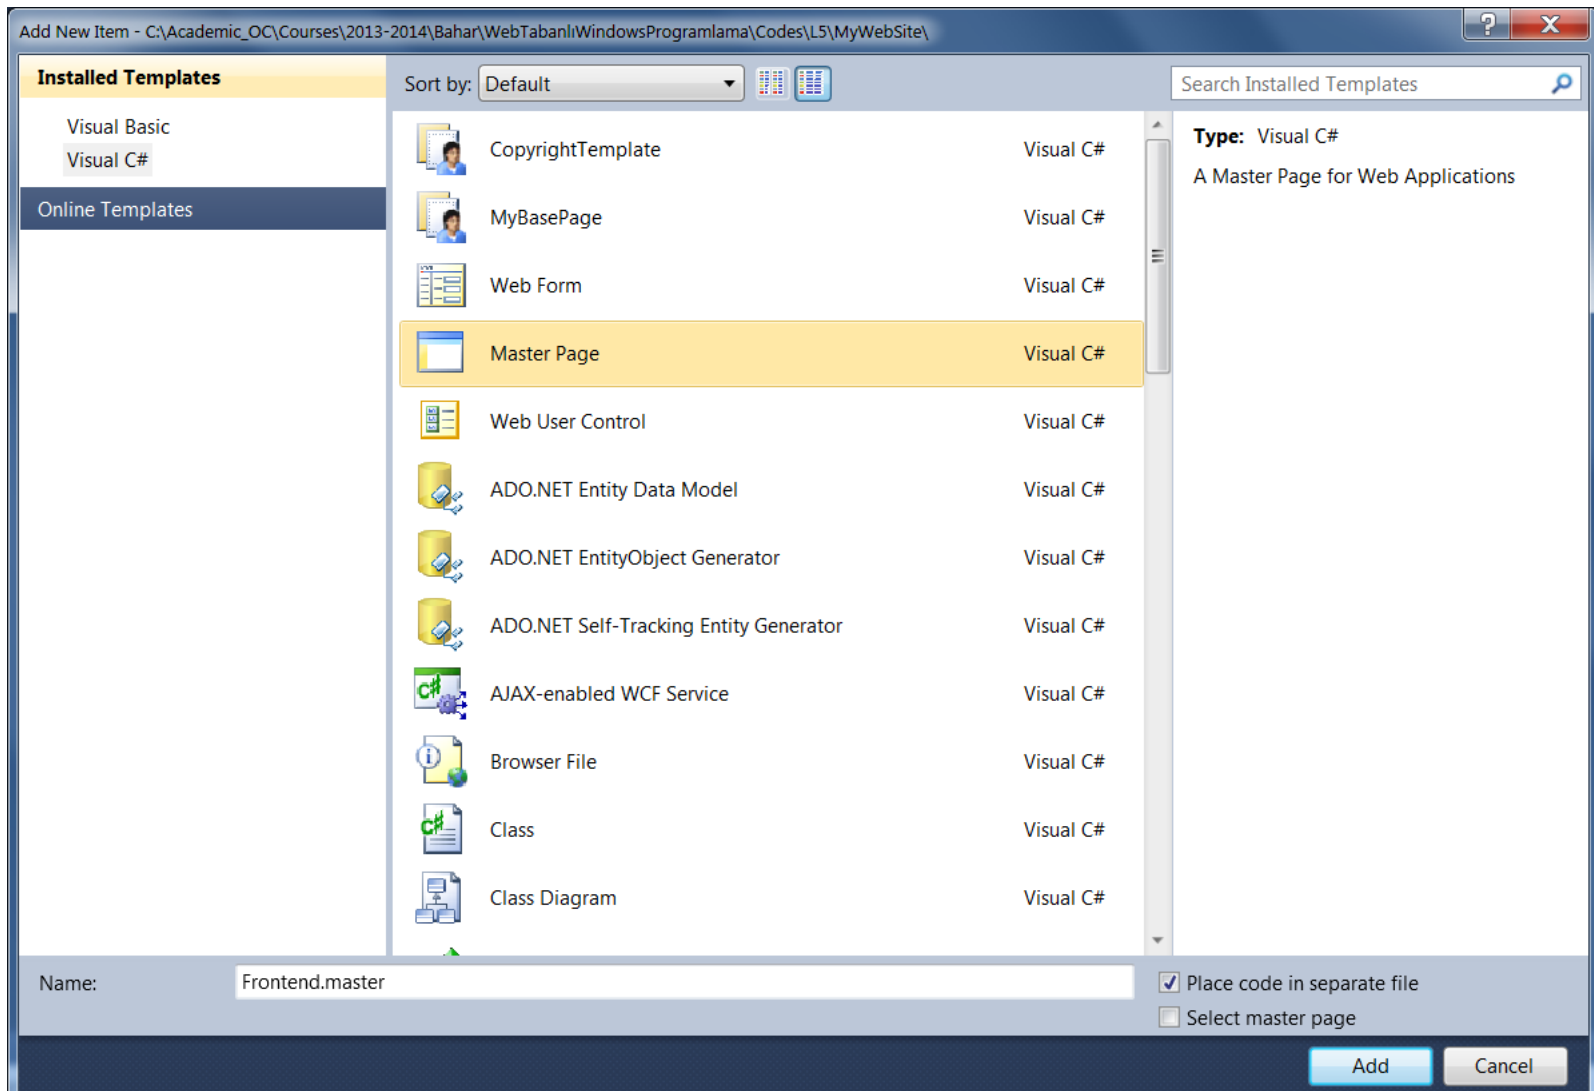 Add New Item - C:\Academic_OC\Courses\2013-2014\Bahar\WebTabanlıWindowsProgramlama\Codes\L5\MyWebSite\
Installed Templates
Sort by: Default
Search Installed Templates
Visual Basic
Visual C#
Online Templates
CopyrightTemplate Visual C#
MyBasePage Visual C#
Web Form Visual C#
Master Page Visual C#
Web User Control Visual C#
ADO.NET Entity Data Model Visual C#
ADO.NET EntityObject Generator Visual C#
ADO.NET Self-Tracking Entity Generator Visual C#
AJAX-enabled WCF Service Visual C#
Browser File Visual C#
Class Visual C#
Class Diagram Visual C#
Type: Visual C#
A Master Page for Web Applications
Name: Frontend.master
Place code in separate file
Select master page
Add Cancel